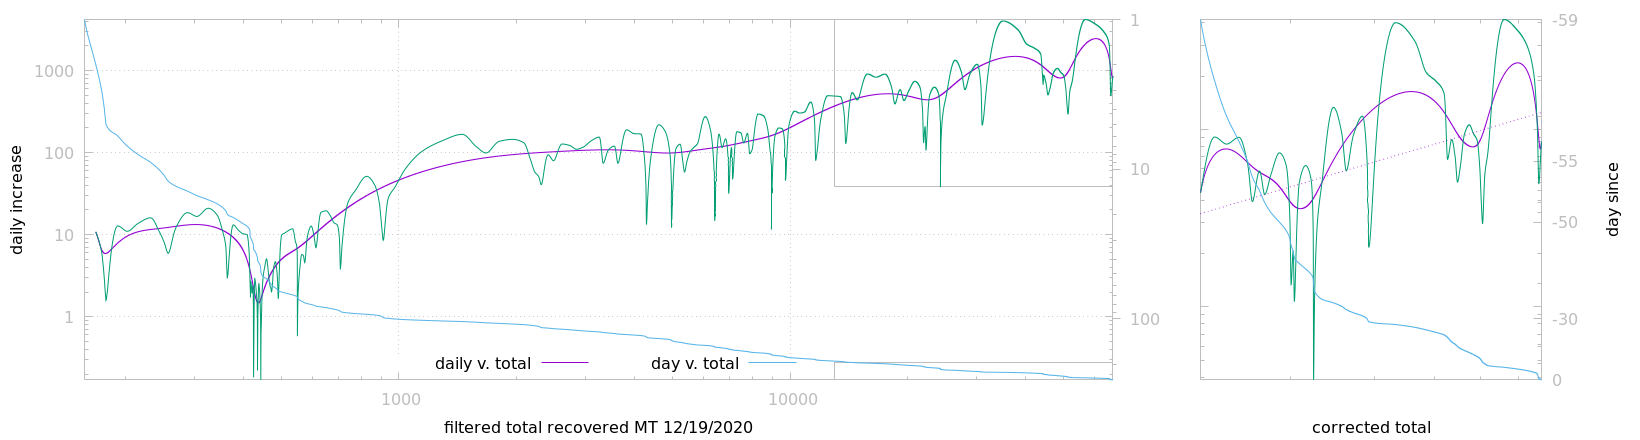 1
-59
1000
daily increase
100
10
-55
-50
day since
10
1
100
-30
daily v. total
day v. total
0
1000
10000
filtered total recovered MT 12/19/2020
corrected total